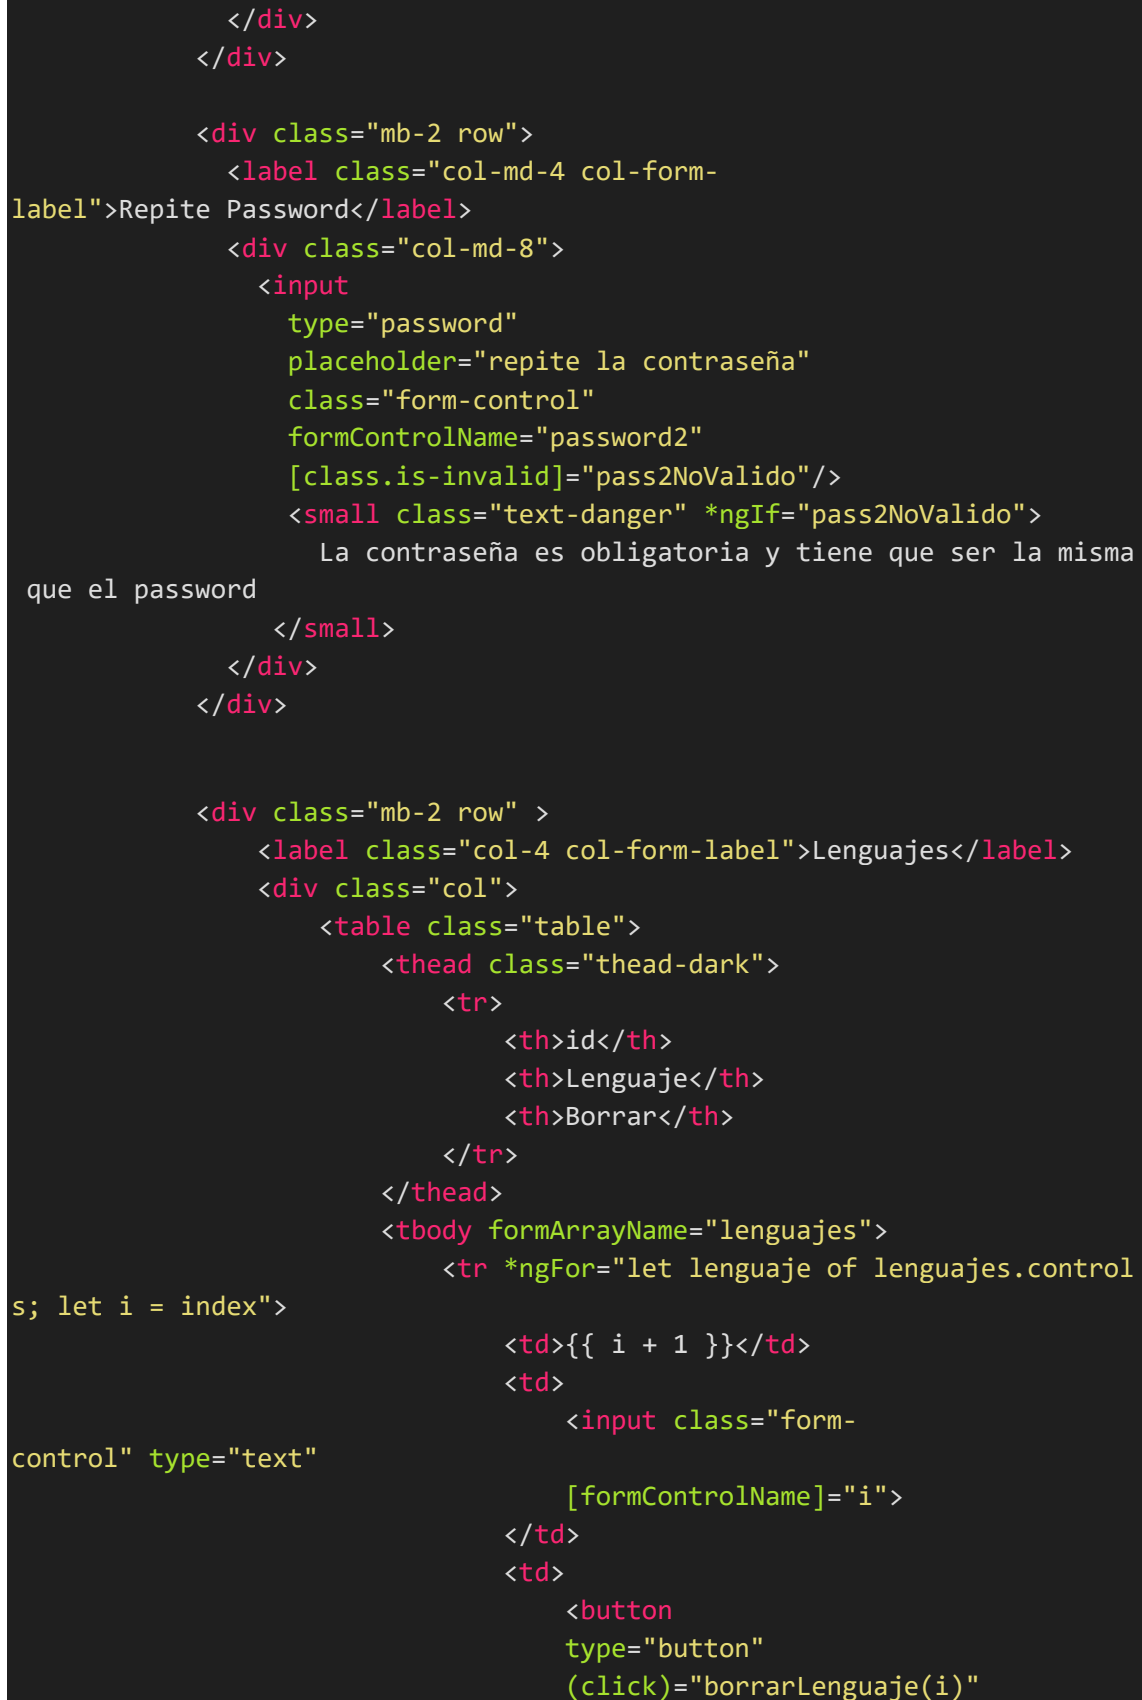 </div>
</div>
<div class="mb-2 row">
<label class="col-md-4 col-form-
label">Repite Password</label>
<div class="col-md-8">
<input
type="password"
placeholder="repite la contraseña"
class="form-control"
formControlName="password2"
[class.is-invalid]="pass2NoValido"/>
<small class="text-danger" *ngIf="pass2NoValido">
La contraseña es obligatoria y tiene que ser la misma
que el password
</small>
</div>
</div>
<div class="mb-2 row" >
<label class="col-4 col-form-label">Lenguajes</label>
<div class="col">
<table class="table">
<thead class="thead-dark">
<tr>
<th>id</th>
<th>Lenguaje</th>
<th>Borrar</th>
</tr>
</thead>
<tbody formArrayName="lenguajes">
<tr *ngFor="let lenguaje of lenguajes.control
s; let i = index">
<td>{{ i + 1 }}</td>
<td>
<input class="form-
control" type="text"
[formControlName]="i">
</td>
<td>
<button
type="button"
(click)="borrarLenguaje(i)"